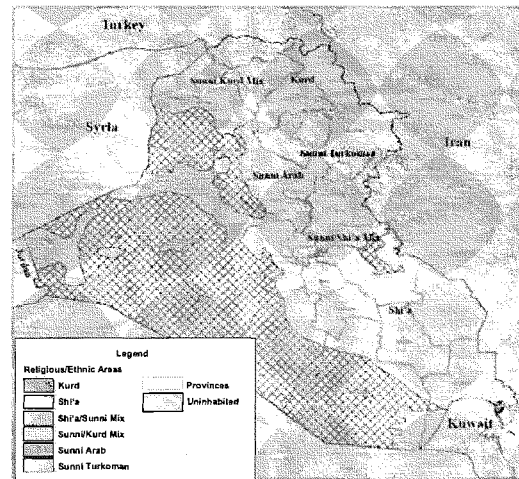 Turkey
Sunni Kurd Mix
Kurd
Syria
Iran
Sunni Turkoman
Sunni Arab
Sunni/Shi'a Mix
Jordan
Shi'a
Kuwait
Legend
Religious/Ethnic Areas
Kurd
Shi'a
Shi'a/Sunni Mix
Sunni/Kurd Mix
Sunni Arab
Sunni Turkoman
Provinces
Uninhabited